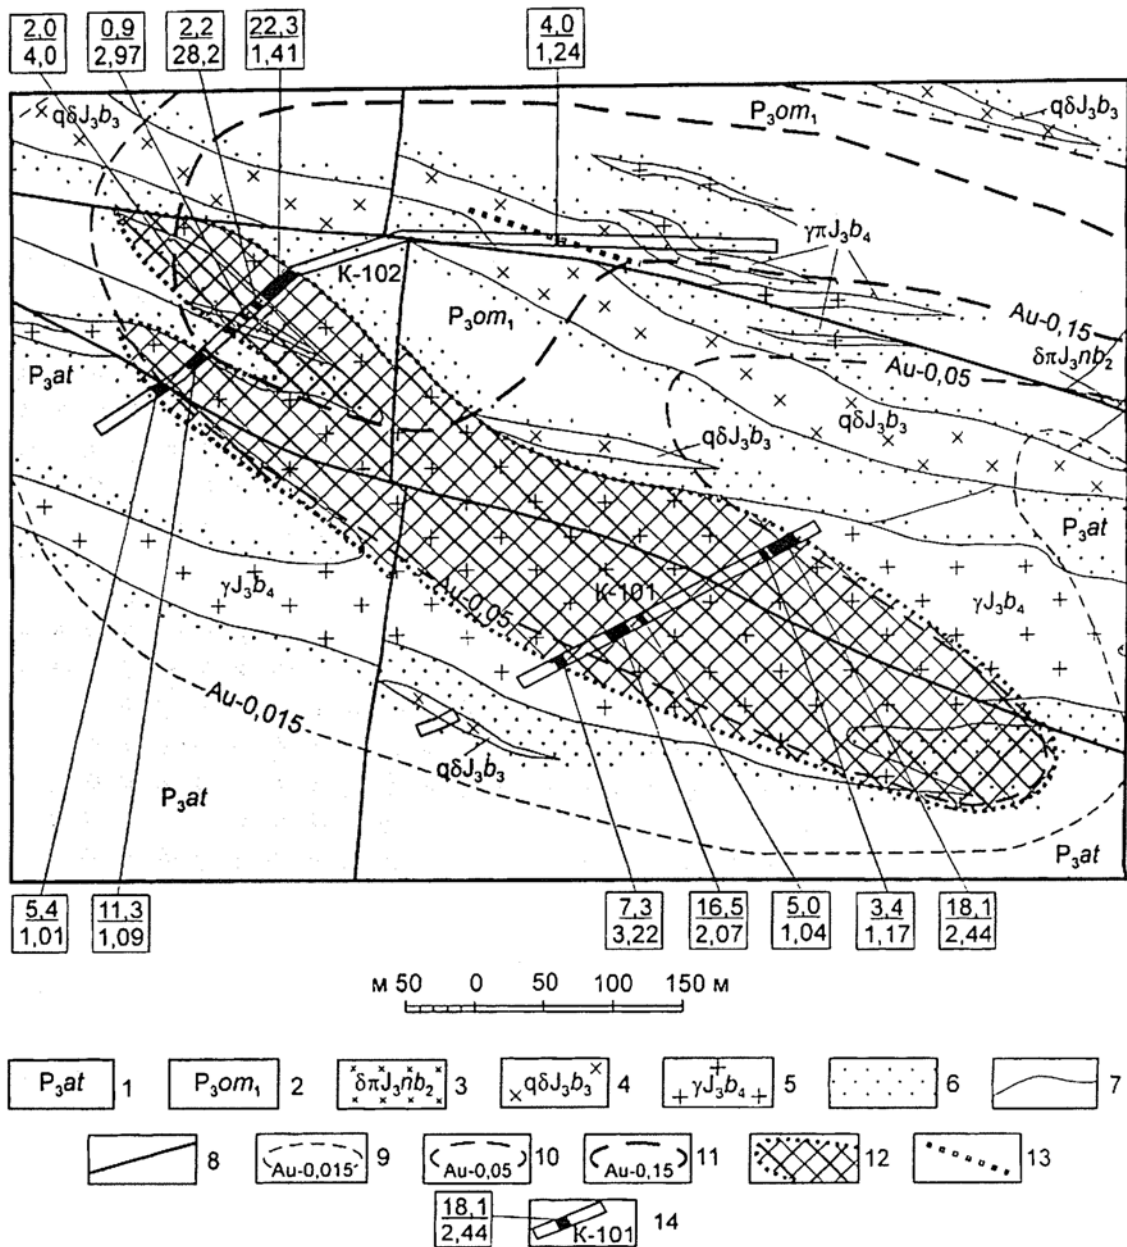 2,0
4,0
0,9
2,97
2,2
28,2
22,3
1,41
4,0
1,24
qδJ₃b₃
P₃om₁
qδJ₃b₃
γπJ₃b₄
К-102
P₃om₁
Au-0,15
δπJ₃nb₂
P₃at
Au-0,05
qδJ₃b₃
qδJ₃b₃
P₃at
Au-0,05
К-101
γJ₃b₄
γJ₃b₄
Au-0,015
qδJ₃b₃
P₃at
P₃at
5,4
1,01
11,3
1,09
7,3
3,22
16,5
2,07
5,0
1,04
3,4
1,17
18,1
2,44
м 50 0 50 100 150 м
P₃at 1
P₃om₁ 2
δπJ₃nb₂ 3
qδJ₃b₃ 4
γJ₃b₄ 5
6
7
8
Au-0,015 9
Au-0,05 10
Au-0,15 11
12
13
18,1
2,44
К-101 14